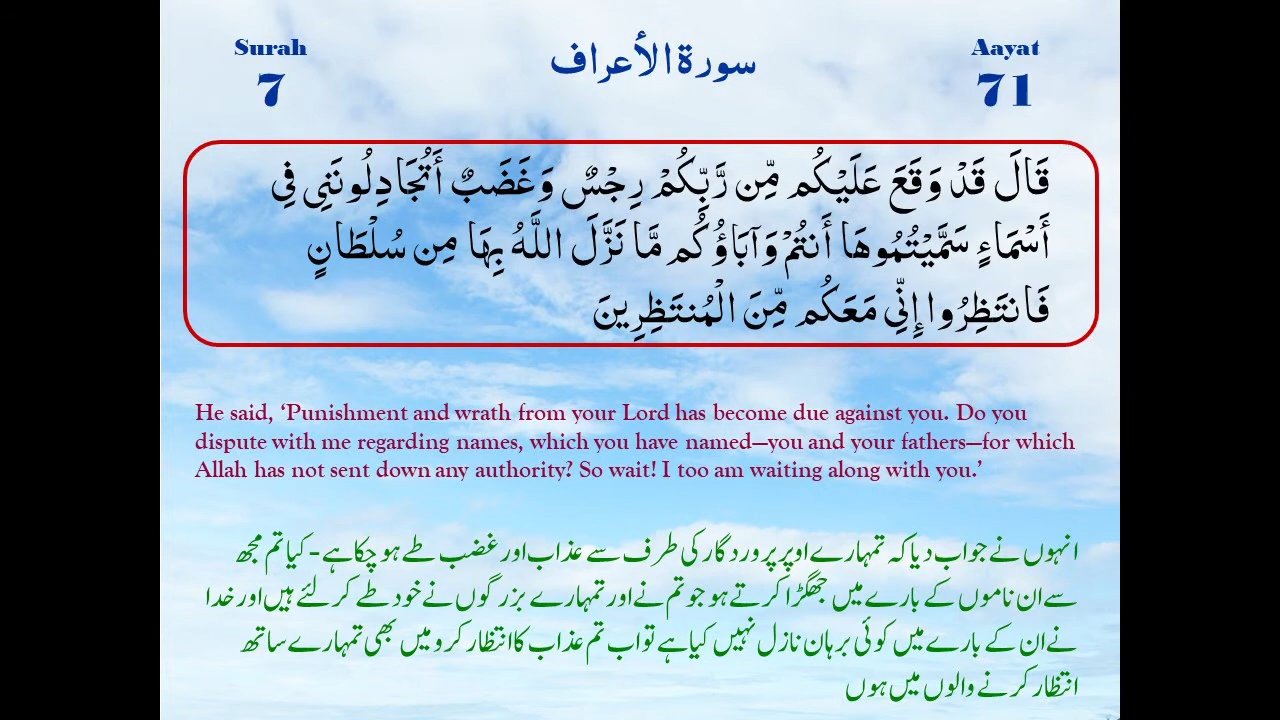 Surah
7
سورة الأعراف
Aayat
71
قَالَ قَدْ وَقَعَ عَلَيْكُم مِّن رَّبِّكُمْ رِجْسٌ وَغَضَبٌ أَتُجَادِلُونَنِي فِي
أَسْمَاءٍ سَمَّيْتُمُوهَا أَنتُمْ وَآبَاؤُكُم مَّا نَزَّلَ اللَّهُ بِهَا مِن سُلْطَانٍ
فَانتَظِرُوا إِنِّي مَعَكُم مِّنَ الْمُنتَظِرِينَ
He said, ‘Punishment and wrath from your Lord has become due against you. Do you
dispute with me regarding names, which you have named—you and your fathers—for which
Allah has not sent down any authority? So wait! I too am waiting along with you.’
انہوں نے جواب دیا کہ تمہارے اوپر پروردگار کی طرف سے عذاب اور غضب طے ہو چکا ہے - کیا تم مجھ
سے ان ناموں کے بارے میں جھگڑا کرتے ہو جو تم نے اور تمہارے بزرگوں نے خود طے کر لئے ہیں اور خدا
نے ان کے بارے میں کوئی برہان نازل نہیں کیا ہے تو اب تم عذاب کا انتظار کرو میں بھی تمہارے ساتھ
انتظار کرنے والوں میں ہوں